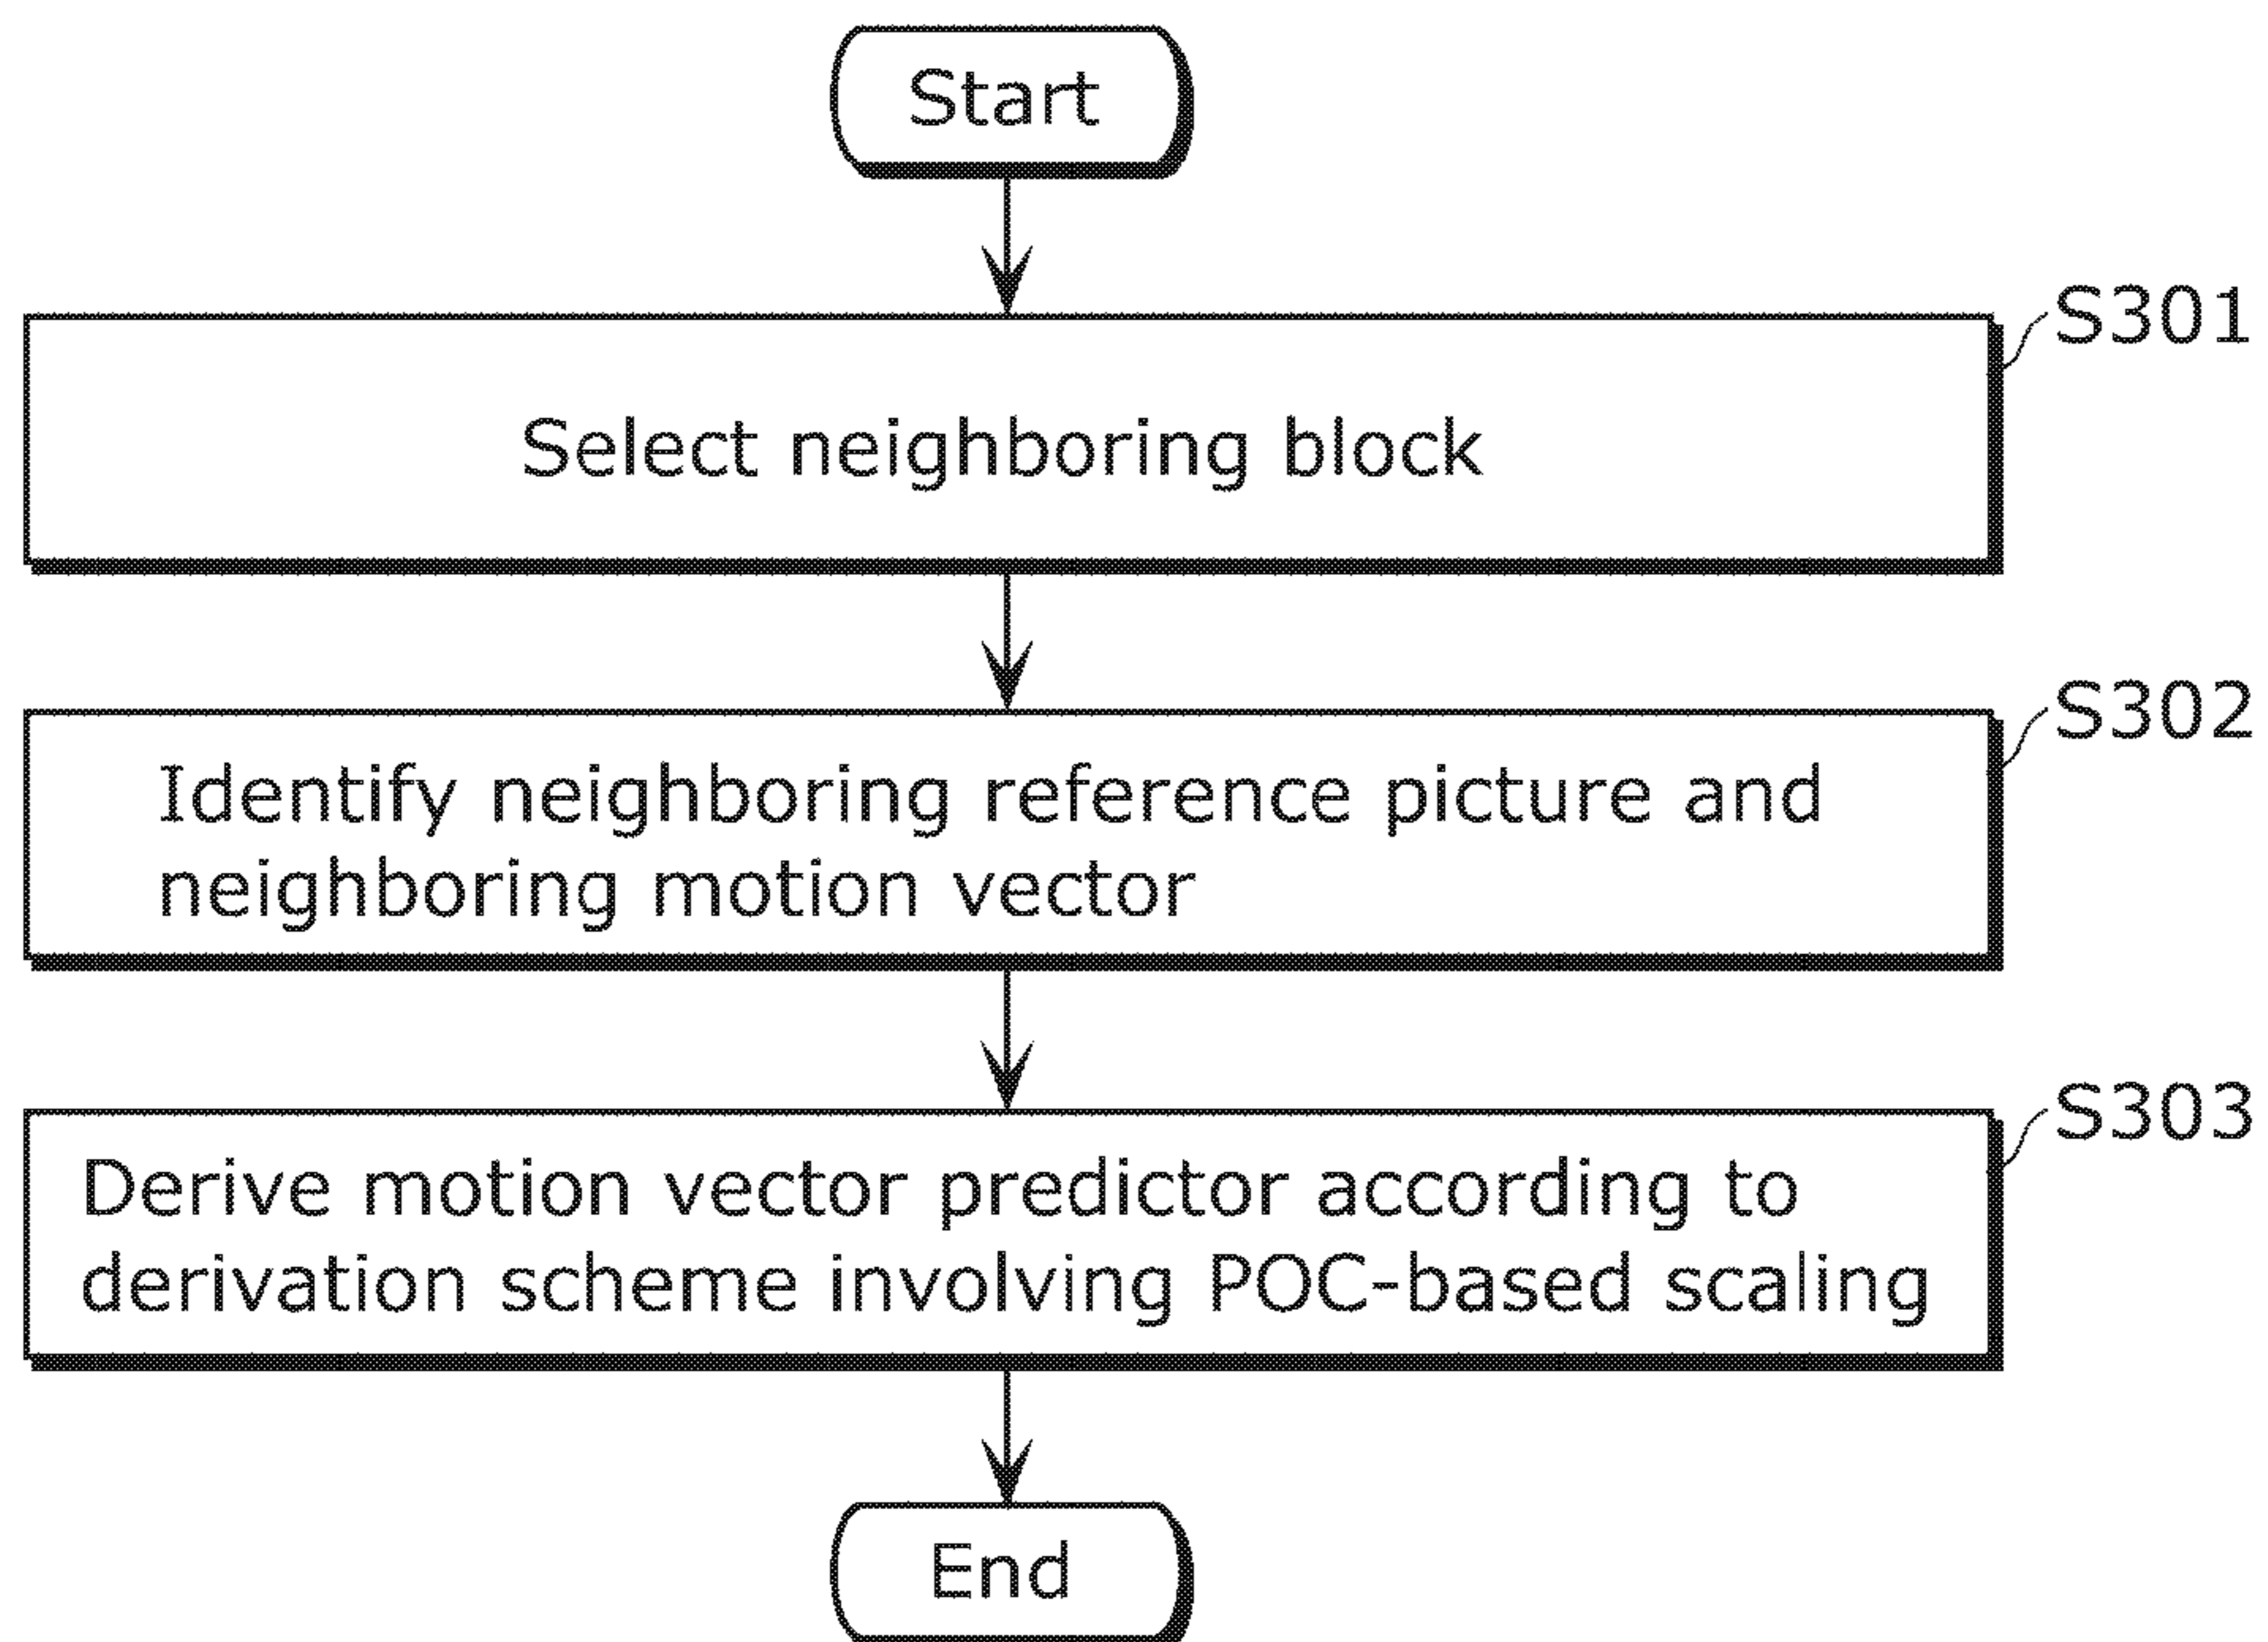 Start
S301
Select neighboring block
S302
Identify neighboring reference picture and
neighboring motion vector
S303
Derive motion vector predictor according to
derivation scheme involving POC-based scaling
End